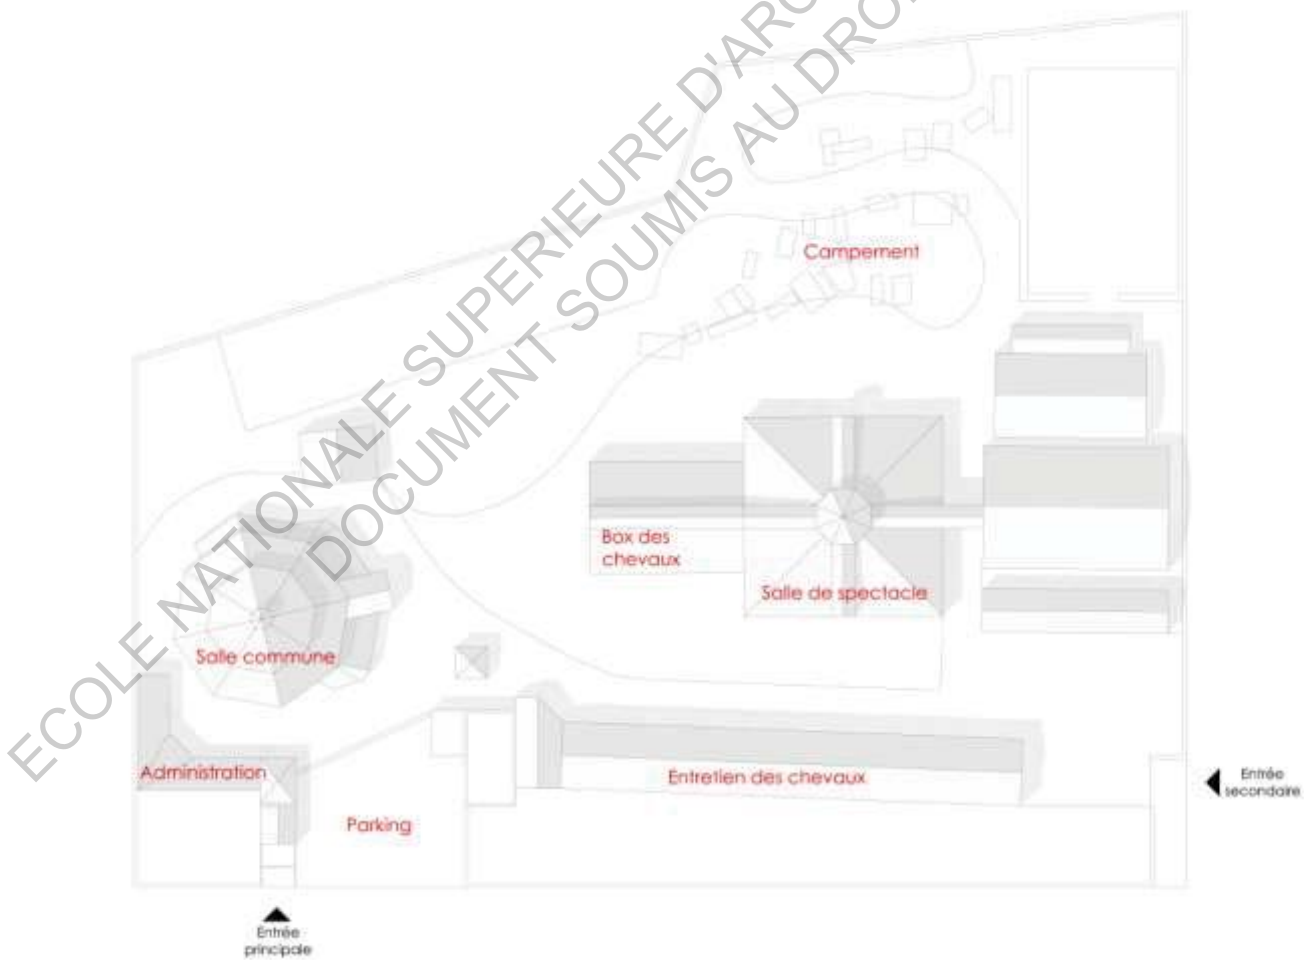 ECOLE NATIONALE SUPERIEURE D'ARC
DOCUMENT SOUMIS AU DRO
Campement
Box des
chevaux
Salle de spectacle
Salle commune
Administration
Entretien des chevaux
Parking
Entrée
secondaire
Entrée
principale